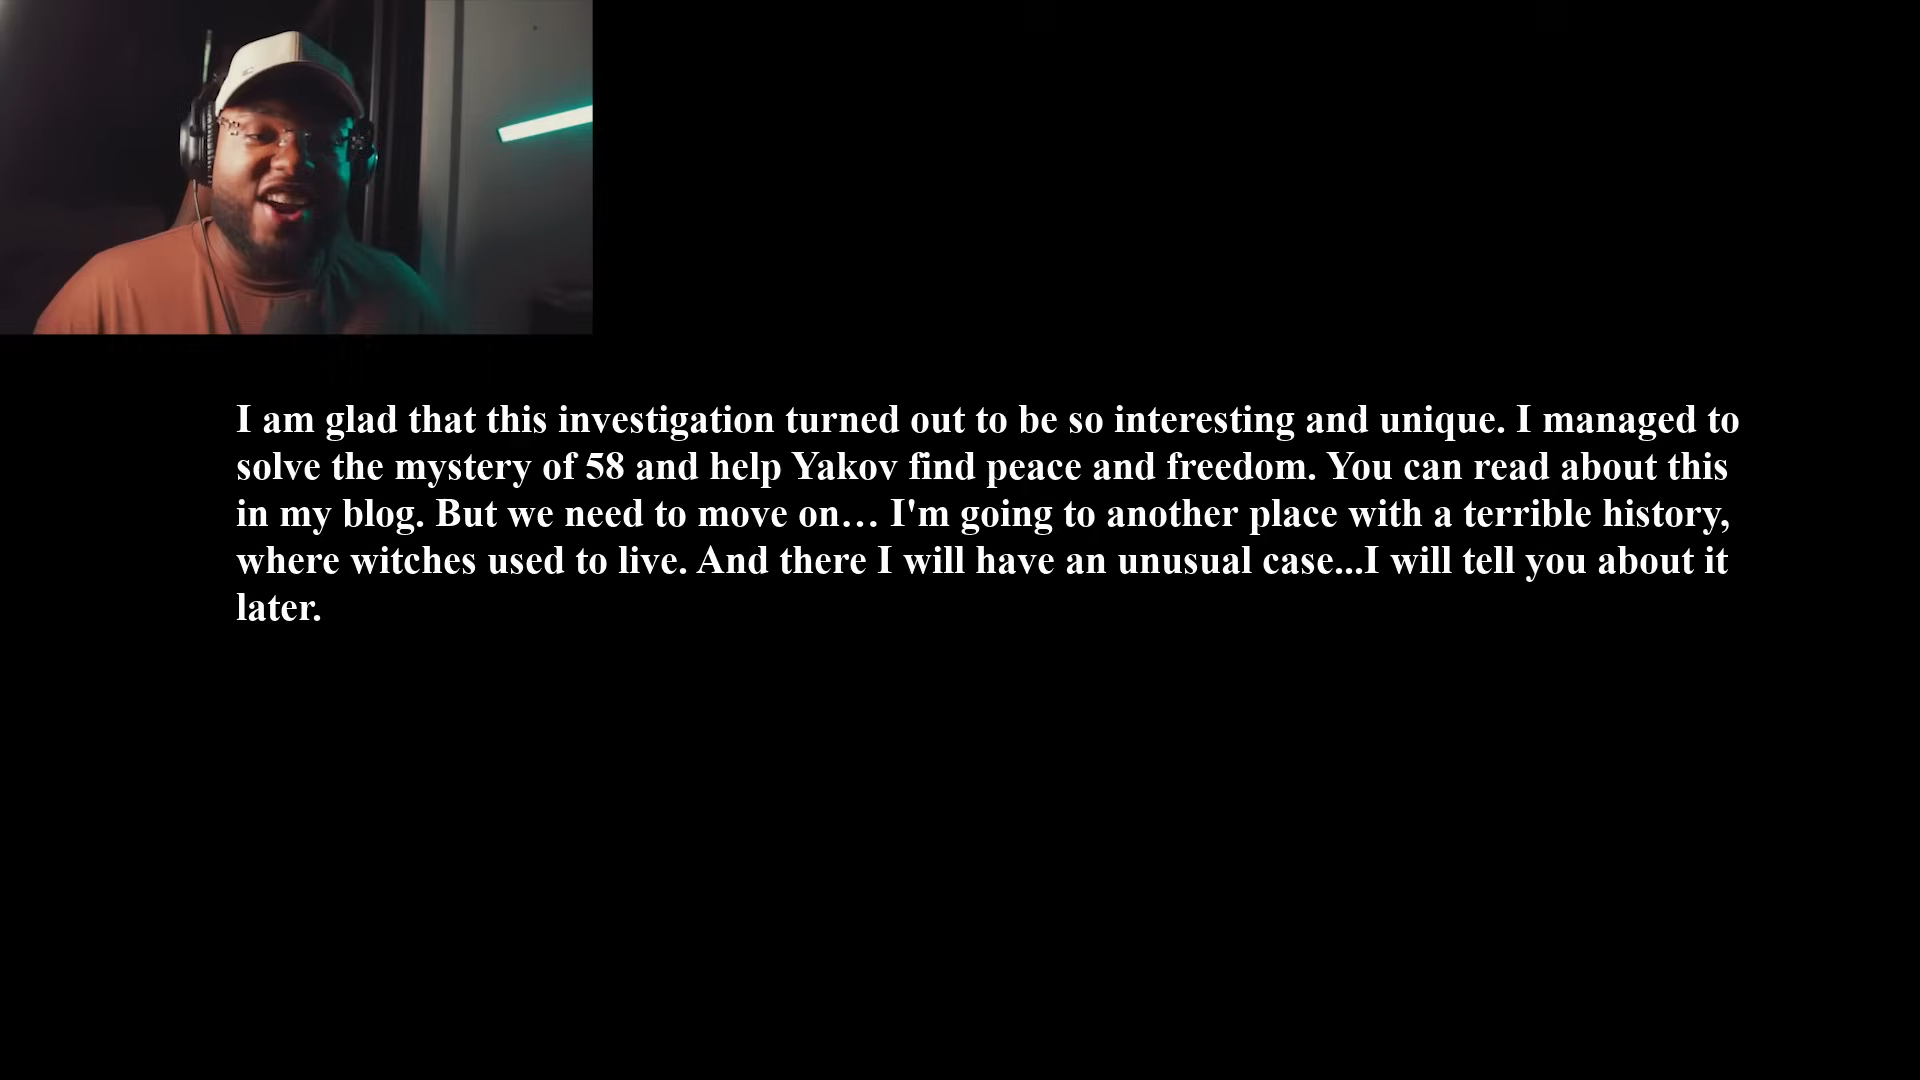 I am glad that this investigation turned out to be so interesting and unique. I managed to
solve the mystery of 58 and help Yakov find peace and freedom. You can read about this
in my blog. But we need to move on… I'm going to another place with a terrible history,
where witches used to live. And there I will have an unusual case...I will tell you about it
later.